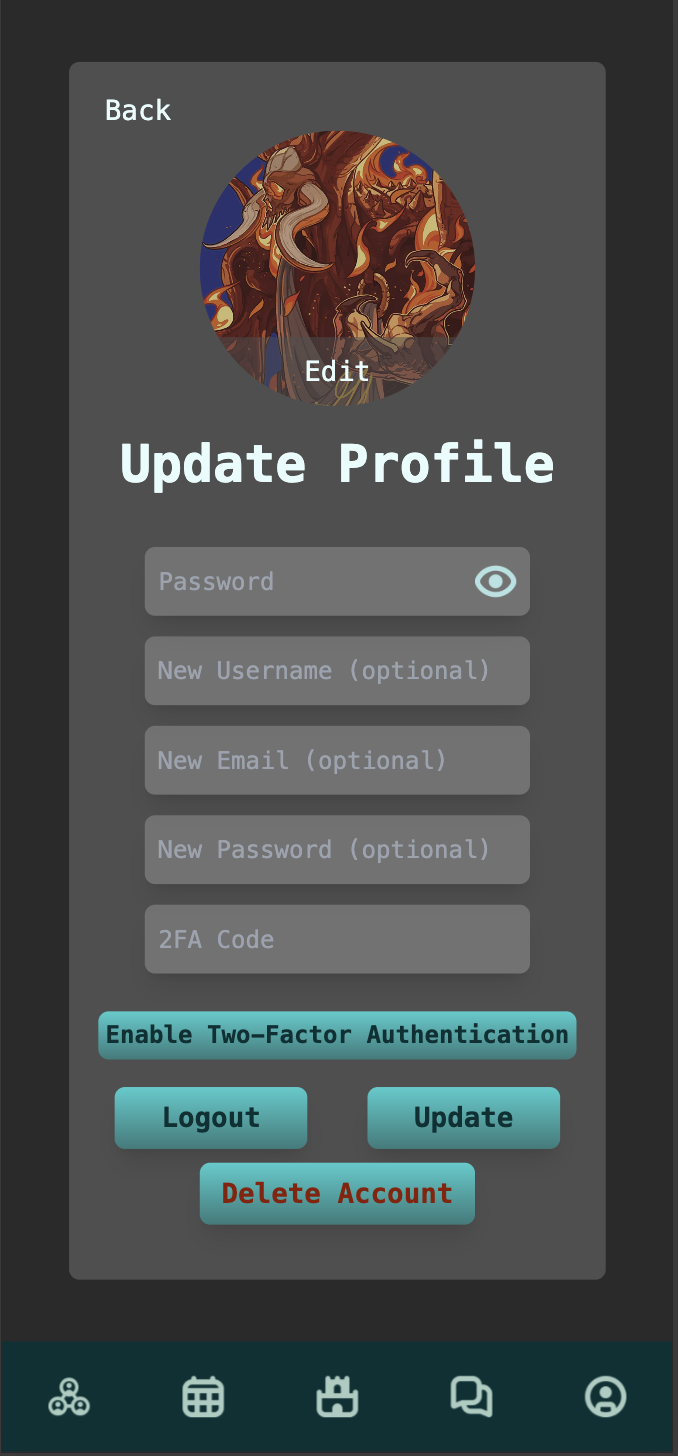 Back
Edit
Update Profile
Password
New Username (optional)
New Email (optional)
New Password (optional)
2FA Code
Enable Two-Factor Authentication
Logout
Update
Delete Account